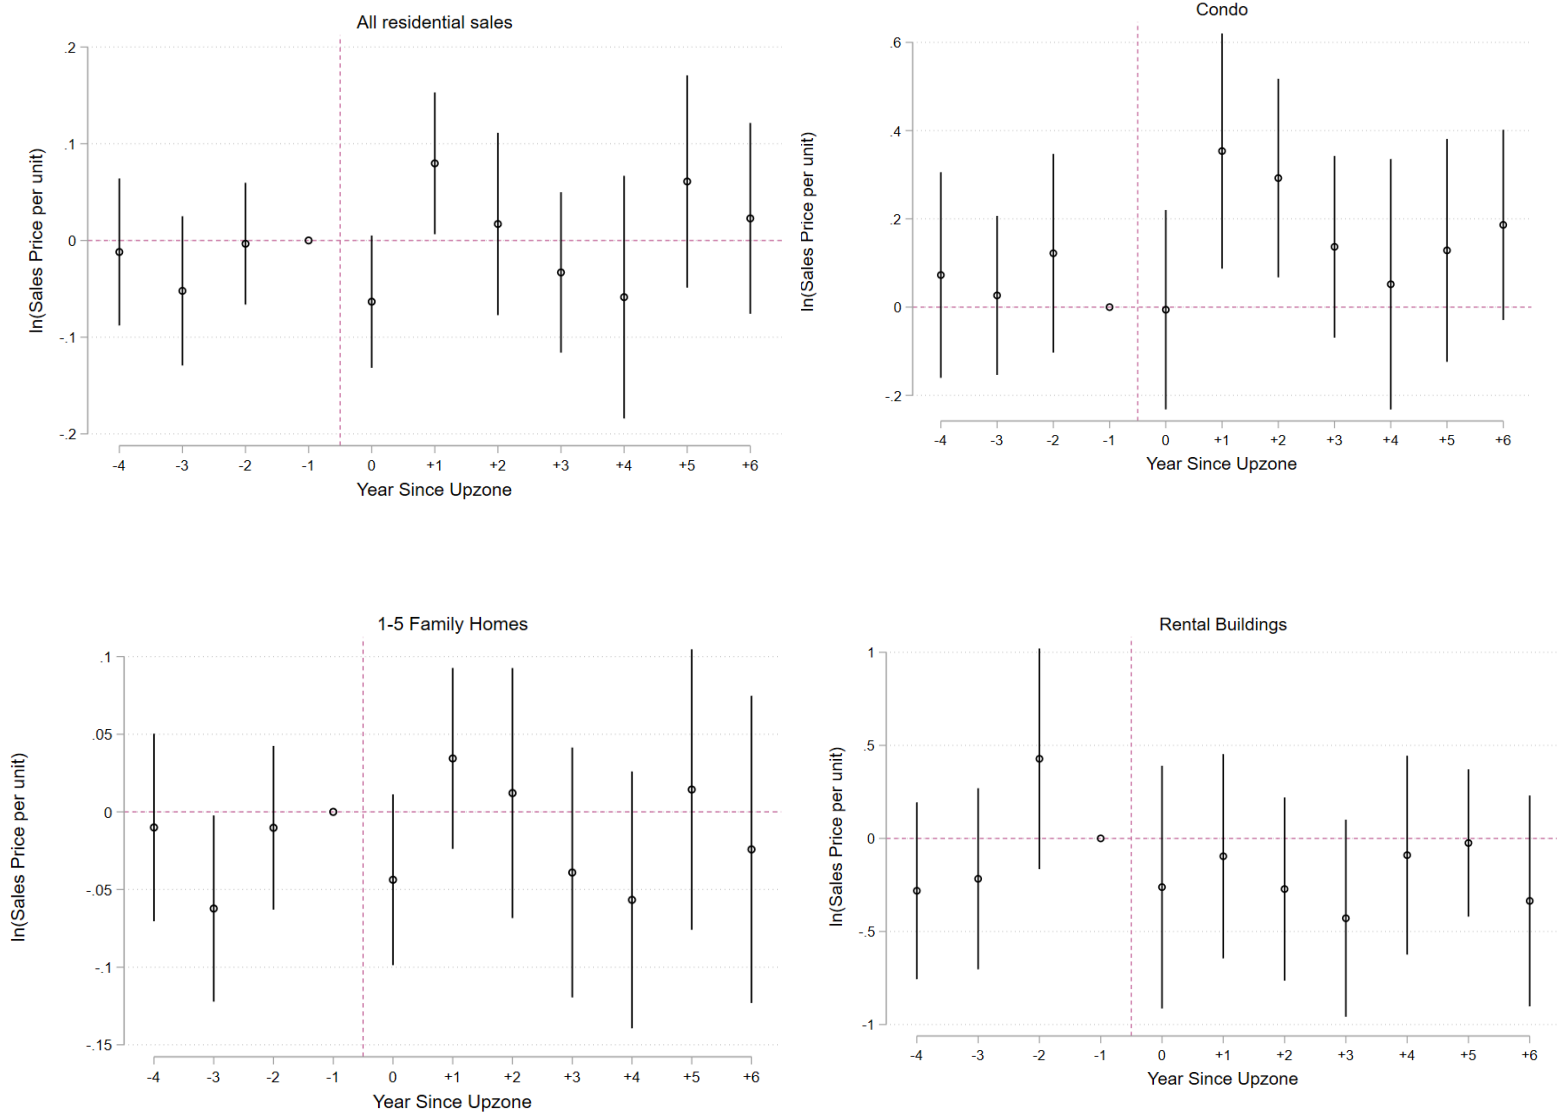 All residential sales
ln(Sales Price per unit)
.2
.1
0
-.1
-.2
-4 -3 -2 -1 0 +1 +2 +3 +4 +5 +6
Year Since Upzone
Condo
ln(Sales Price per unit)
.6
.4
.2
0
-.2
-4 -3 -2 -1 0 +1 +2 +3 +4 +5 +6
Year Since Upzone
1-5 Family Homes
ln(Sales Price per unit)
.1
.05
0
-.05
-.1
-.15
-4 -3 -2 -1 0 +1 +2 +3 +4 +5 +6
Year Since Upzone
Rental Buildings
ln(Sales Price per unit)
1
.5
0
-.5
-1
-4 -3 -2 -1 0 +1 +2 +3 +4 +5 +6
Year Since Upzone